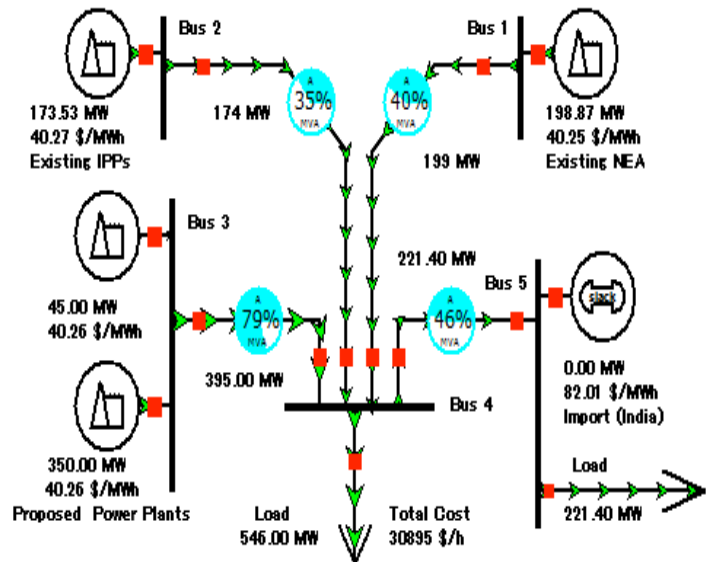 Bus 2
A
35%
MVA
174 MW
173.53 MW
40.27 $/MWh
Existing IPPs
Bus 1
A
40%
MVA
199 MW
198.87 MW
40.25 $/MWh
Existing NEA
Bus 3
45.00 MW
40.26 $/MWh
A
79%
MVA
395.00 MW
350.00 MW
40.26 $/MWh
Proposed Power Plants
221.40 MW
Bus 5
A
46%
MVA
slack
0.00 MW
82.01 $/MWh
Import (India)
Bus 4
Load
546.00 MW
Total Cost
30895 $/h
Load
221.40 MW